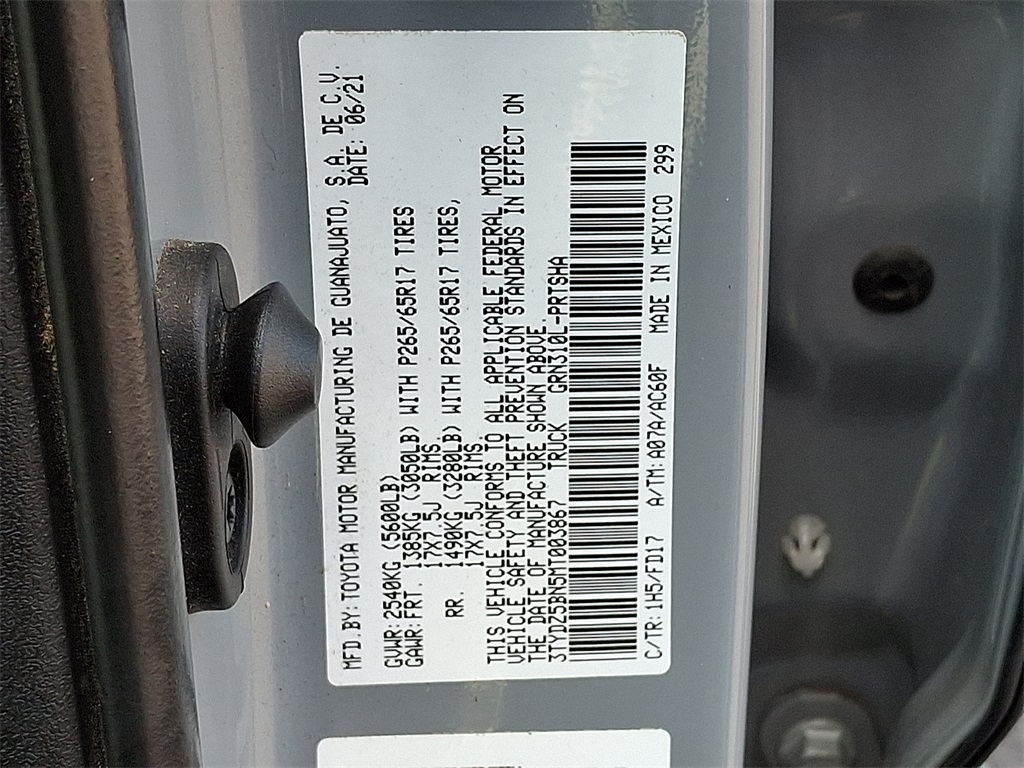 MFD.BY:TOYOTA MOTOR MANUFACTURING DE GUANAJUATO, S.A. DE C.V.
DATE: 06/21
GVWR:2540KG (5600LB)
GAWR:FRT. 1385KG (3050LB) WITH P265/65R17 TIRES
17X7.5J RIMS
RR. 1490KG (3280LB) WITH P265/65R17 TIRES,
17X7.5J RIMS.
THIS VEHICLE CONFORMS TO ALL APPLICABLE FEDERAL MOTOR
VEHICLE SAFETY AND THEFT PREVENTION STANDARDS IN EFFECT ON
THE DATE OF MANUFACTURE SHOWN ABOVE.
3TYDZ5BN5MT003867 TRUCK GRN310L-PRTSHA
C/TR:1H5/FD17 A/TM:A07A/AC60F MADE IN MEXICO 299